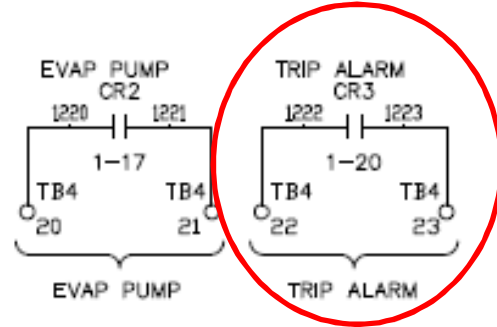 EVAP PUMP
CR2
1220 1221
1-17
TB4 TB4
20 21
EVAP PUMP
TRIP ALARM
CR3
1222 1223
1-20
TB4 TB4
22 23
TRIP ALARM